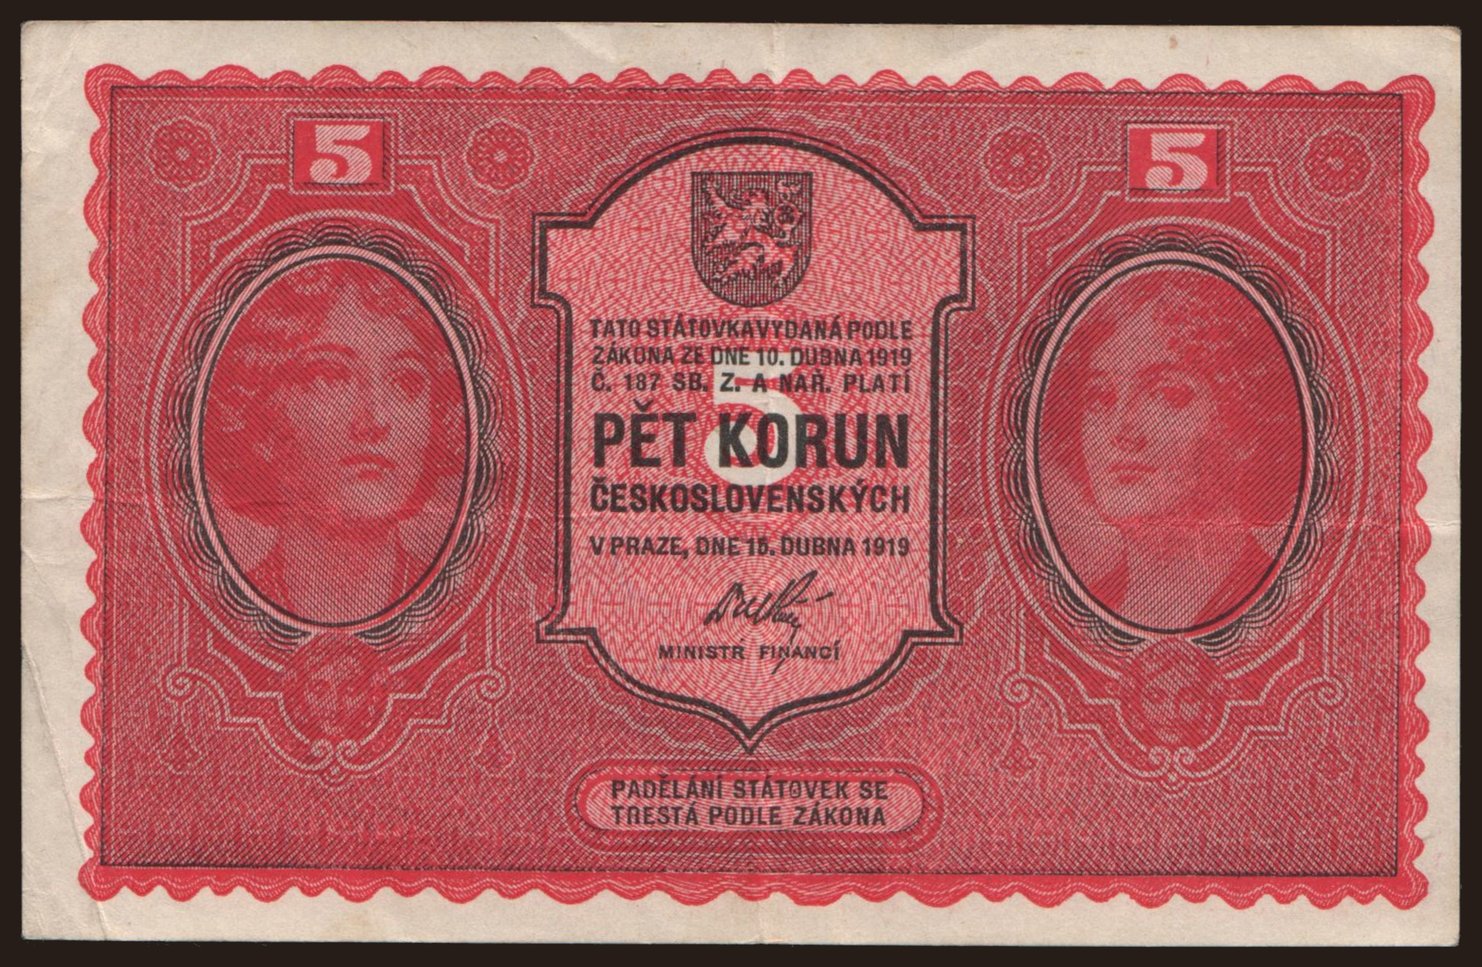 5
5
TATO STÁTOVKA VYDANÁ PODLE
ZÁKONA ZE DNE 10. DUBNA 1919
Č. 187 SB. Z. A NAŘ. PLATÍ
5
PĚT KORUN
ČESKOSLOVENSKÝCH
V PRAZE, DNE 15. DUBNA 1919
MINISTR FINANCÍ
PADĚLÁNÍ STÁTOVEK SE
TRESTÁ PODLE ZÁKONA